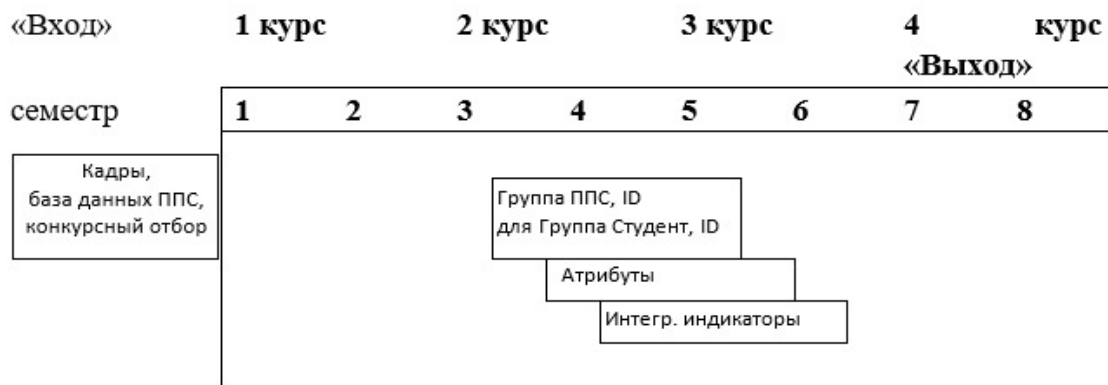 «Вход» 1 курс 2 курс 3 курс 4 курс
«Выход»
семестр 1 2 3 4 5 6 7 8
Кадры,
база данных ППС,
конкурсный отбор
Группа ППС, ID
для Группа Студент, ID
Атрибуты
Интегр. индикаторы